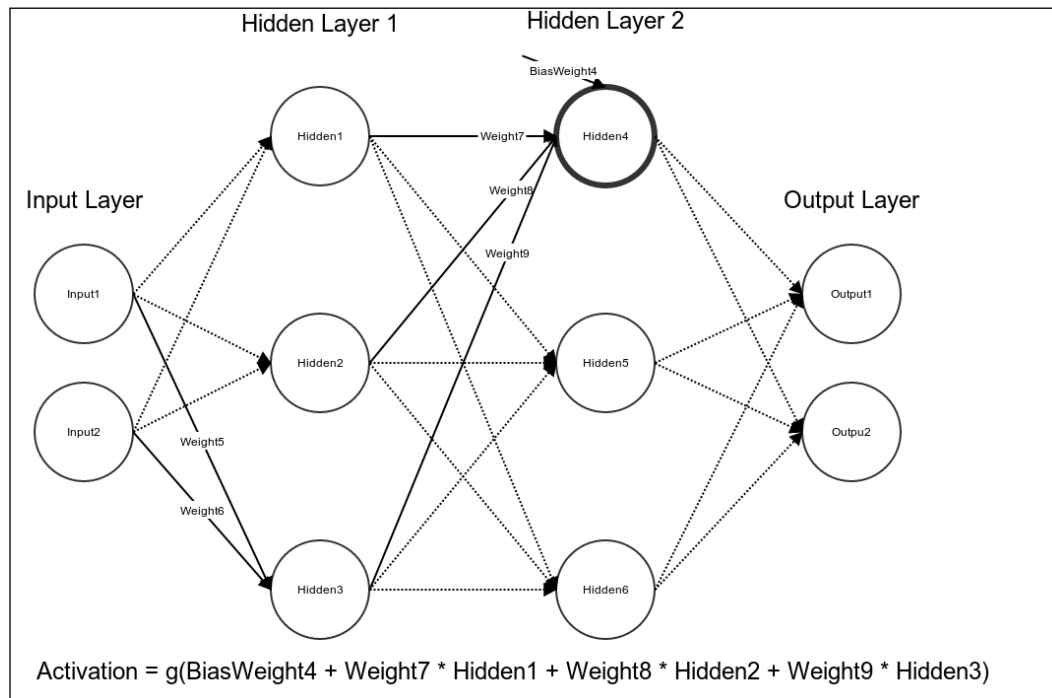 Hidden Layer 1
Hidden Layer 2
BiasWeight4
Hidden1
Weight7
Hidden4
Weight8
Input Layer
Output Layer
Weight9
Input1
Output1
Hidden2
Hidden5
Input2
Outpu2
Weight5
Weight6
Hidden3
Hidden6
Activation = g(BiasWeight4 + Weight7 * Hidden1 + Weight8 * Hidden2 + Weight9 * Hidden3)